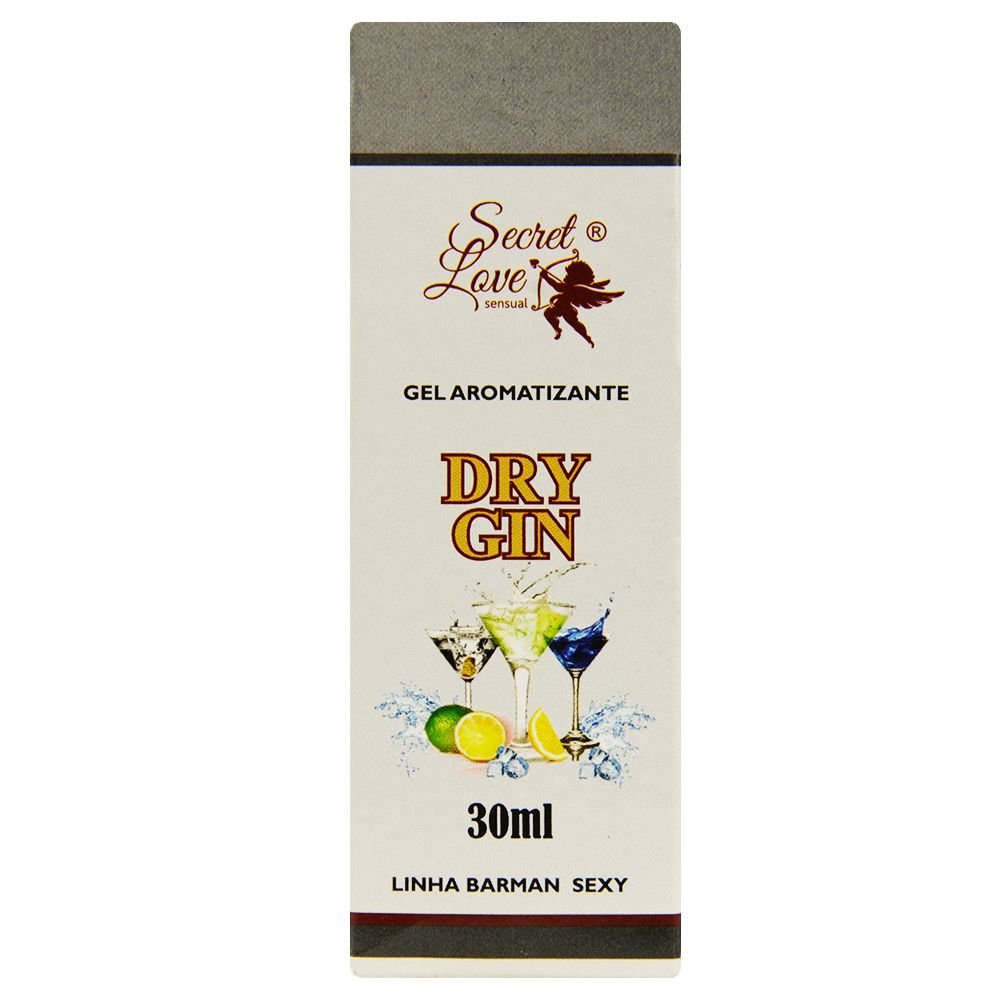 Secret ®
Love
sensual
GEL AROMATIZANTE
DRY
GIN
30ml
LINHA BARMAN SEXY